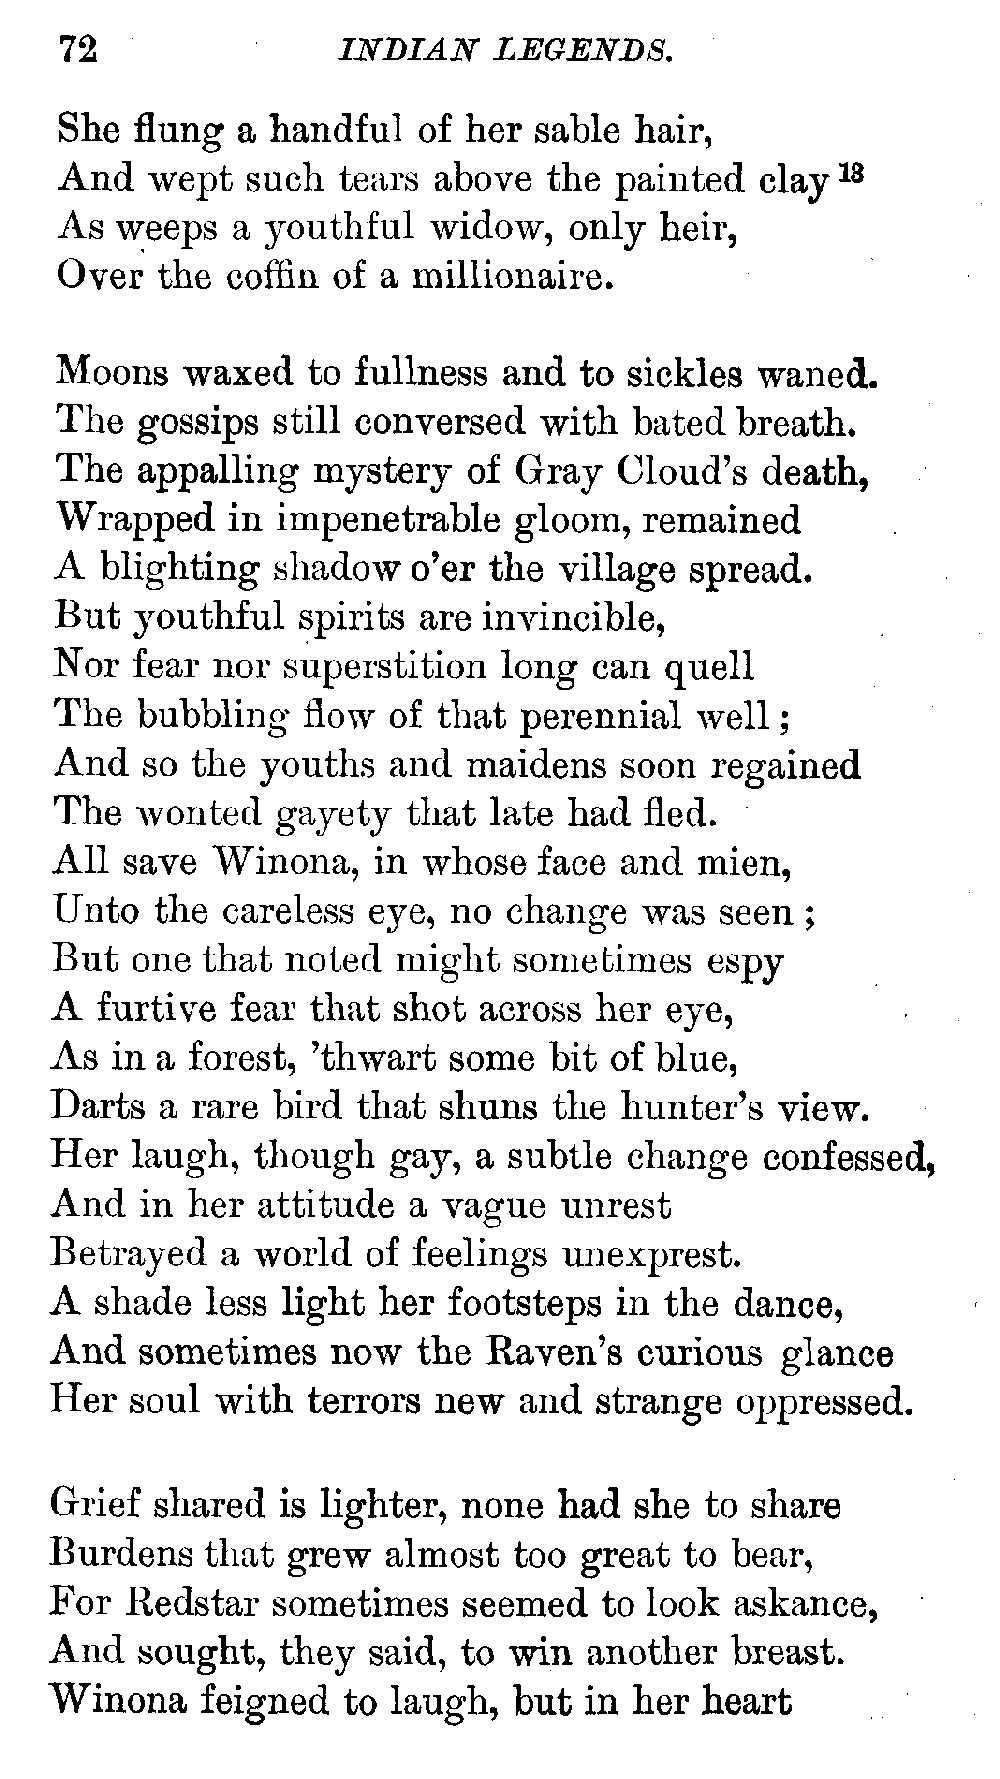 72 INDIAN LEGENDS.
She flung a handful of her sable hair,
And wept such tears above the painted clay¹³
As weeps a youthful widow, only heir,
Over the coffin of a millionaire.
Moons waxed to fullness and to sickles waned.
The gossips still conversed with bated breath.
The appalling mystery of Gray Cloud's death,
Wrapped in impenetrable gloom, remained
A blighting shadow o'er the village spread.
But youthful spirits are invincible,
Nor fear nor superstition long can quell
The bubbling flow of that perennial well;
And so the youths and maidens soon regained
The wonted gayety that late had fled.
All save Winona, in whose face and mien,
Unto the careless eye, no change was seen;
But one that noted might sometimes espy
A furtive fear that shot across her eye,
As in a forest, 'thwart some bit of blue,
Darts a rare bird that shuns the hunter's view.
Her laugh, though gay, a subtle change confessed,
And in her attitude a vague unrest
Betrayed a world of feelings unexprest.
A shade less light her footsteps in the dance,
And sometimes now the Raven's curious glance
Her soul with terrors new and strange oppressed.
Grief shared is lighter, none had she to share
Burdens that grew almost too great to bear,
For Redstar sometimes seemed to look askance,
And sought, they said, to win another breast.
Winona feigned to laugh, but in her heart